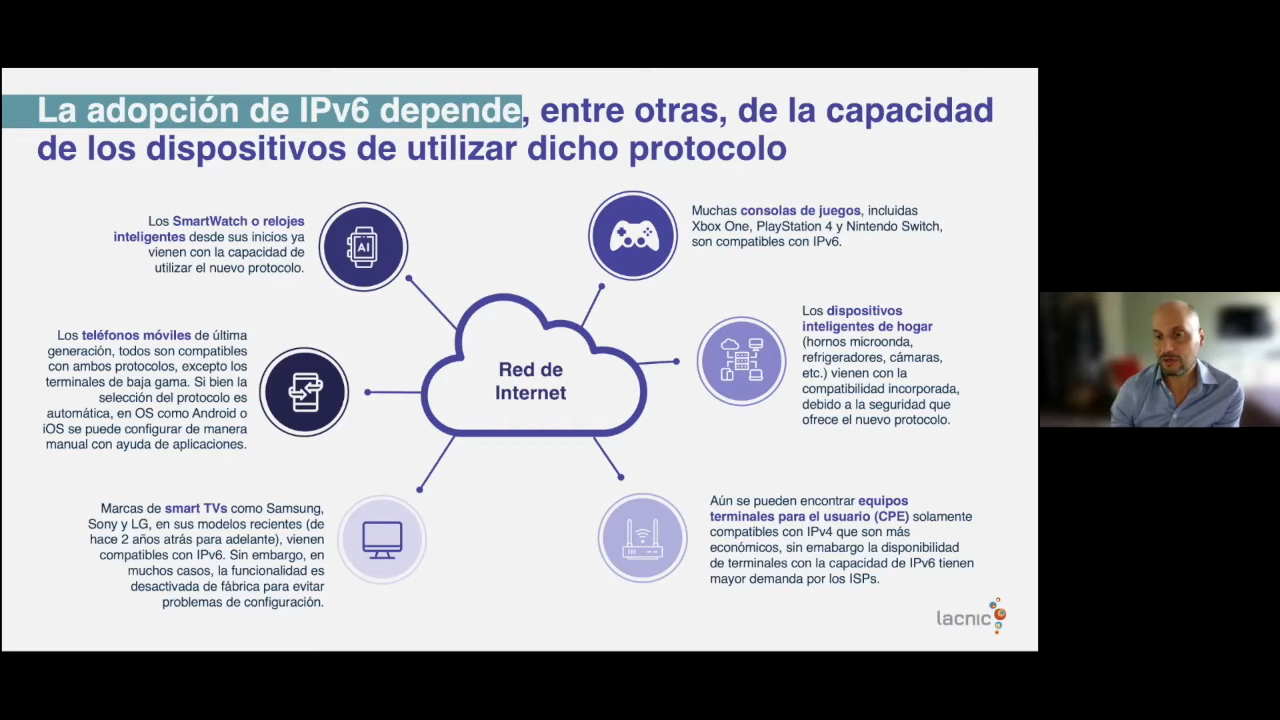 La adopción de IPv6 depende, entre otras, de la capacidad
de los dispositivos de utilizar dicho protocolo
Los SmartWatch o relojes
inteligentes desde sus inicios ya
vienen con la capacidad de
utilizar el nuevo protocolo.
AI
Muchas consolas de juegos, incluidas
Xbox One, PlayStation 4 y Nintendo Switch,
son compatibles con IPv6.
Los teléfonos móviles de última
generación, todos son compatibles
con ambos protocolos, excepto los
terminales de baja gama. Si bien la
selección del protocolo es
automática, en OS como Android o
iOS se puede configurar de manera
manual con ayuda de aplicaciones.
Red de
Internet
Los dispositivos
inteligentes de hogar
(hornos microonda,
refrigeradores, cámaras,
etc.) vienen con la
compatibilidad incorporada,
debido a la seguridad que
ofrece el nuevo protocolo.
Marcas de smart TVs como Samsung,
Sony y LG, en sus modelos recientes (de
hace 2 años atrás para adelante), vienen
compatibles con IPv6. Sin embargo, en
muchos casos, la funcionalidad es
desactivada de fábrica para evitar
problemas de configuración.
Aún se pueden encontrar equipos
terminales para el usuario (CPE) solamente
compatibles con IPv4 que son más
económicos, sin emabargo la disponibilidad
de terminales con la capacidad de IPv6 tienen
mayor demanda por los ISPs.
lacnic